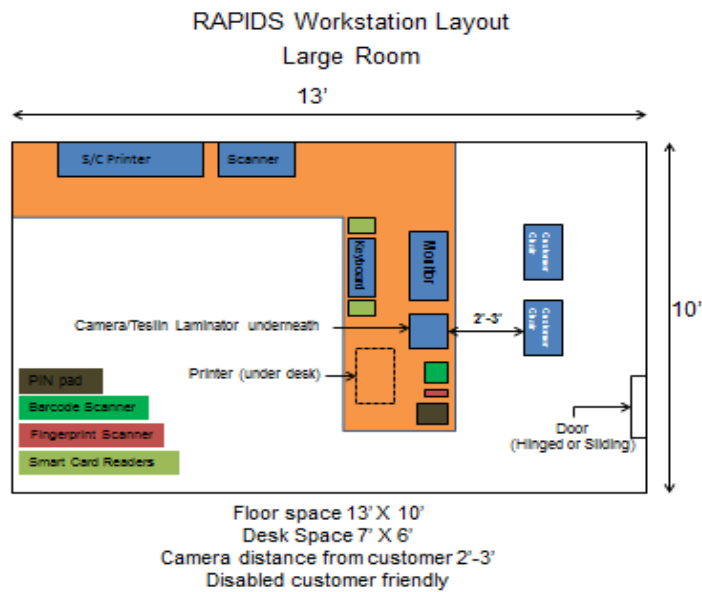 RAPIDS Workstation Layout
Large Room
13'
S/C Printer
Scanner
Keyboard
Monitor
Customer
Chair
Customer
Chair
10'
Camera/Teslin Laminator underneath
2'-3'
Printer (under desk)
PIN pad
Barcode Scanner
Fingerprint Scanner
Smart Card Readers
Door
(Hinged or Sliding)
Floor space 13' X 10'
Desk Space 7' X 6'
Camera distance from customer 2'-3'
Disabled customer friendly